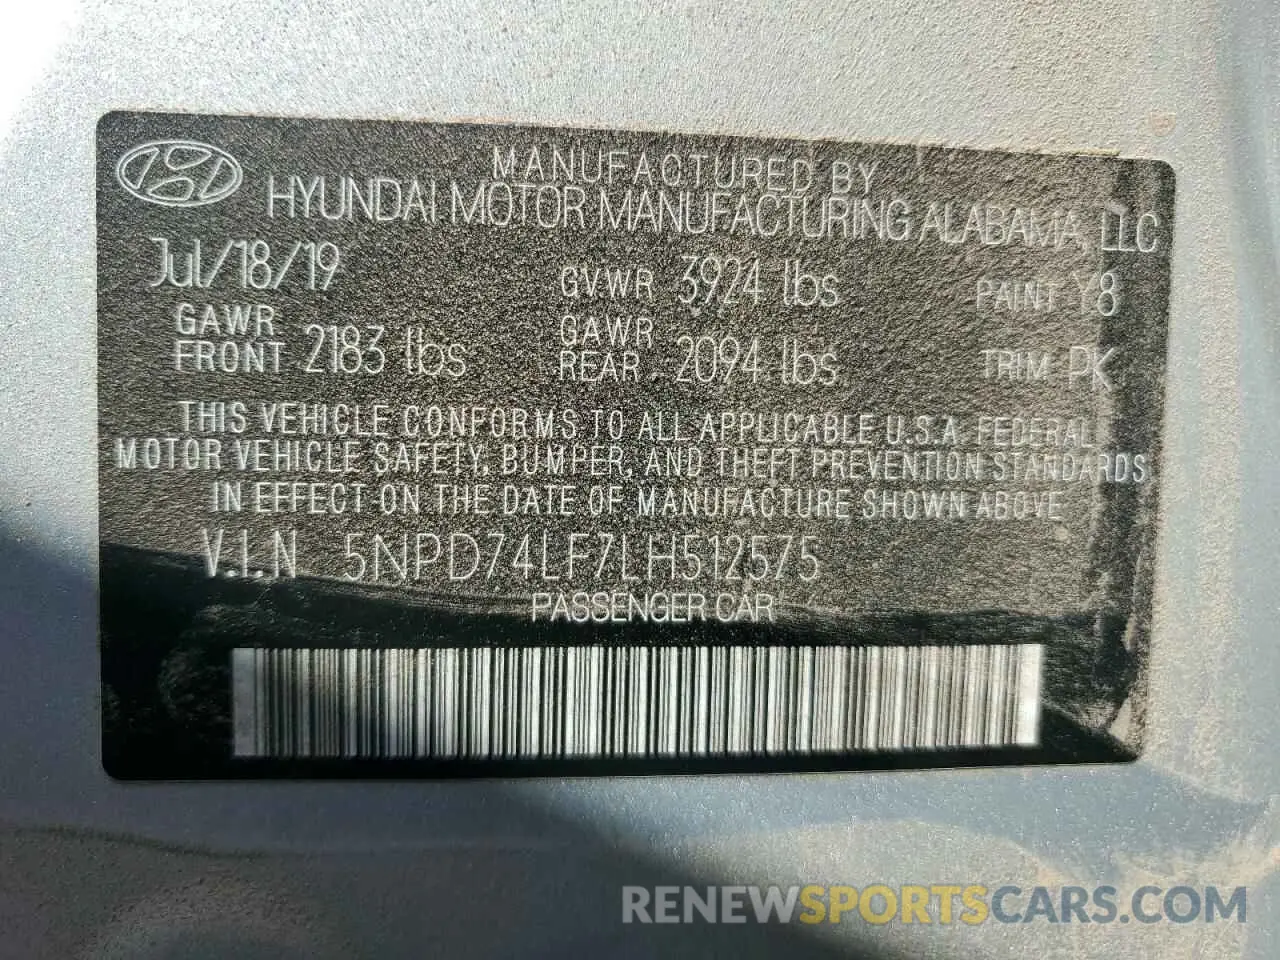 MANUFACTURED BY
HYUNDAI MOTOR MANUFACTURING ALABAMA, LLC
Jul/18/19 GVWR 3924 lbs PAINT Y8
GAWR FRONT 2183 lbs GAWR REAR 2094 lbs TRIM PK
THIS VEHICLE CONFORMS TO ALL APPLICABLE U.S.A. FEDERAL
MOTOR VEHICLE SAFETY, BUMPER, AND THEFT PREVENTION STANDARDS
IN EFFECT ON THE DATE OF MANUFACTURE SHOWN ABOVE
V.I.N 5NPD74LF7LH512575
PASSENGER CAR
RENEWSPORTSCARS.COM